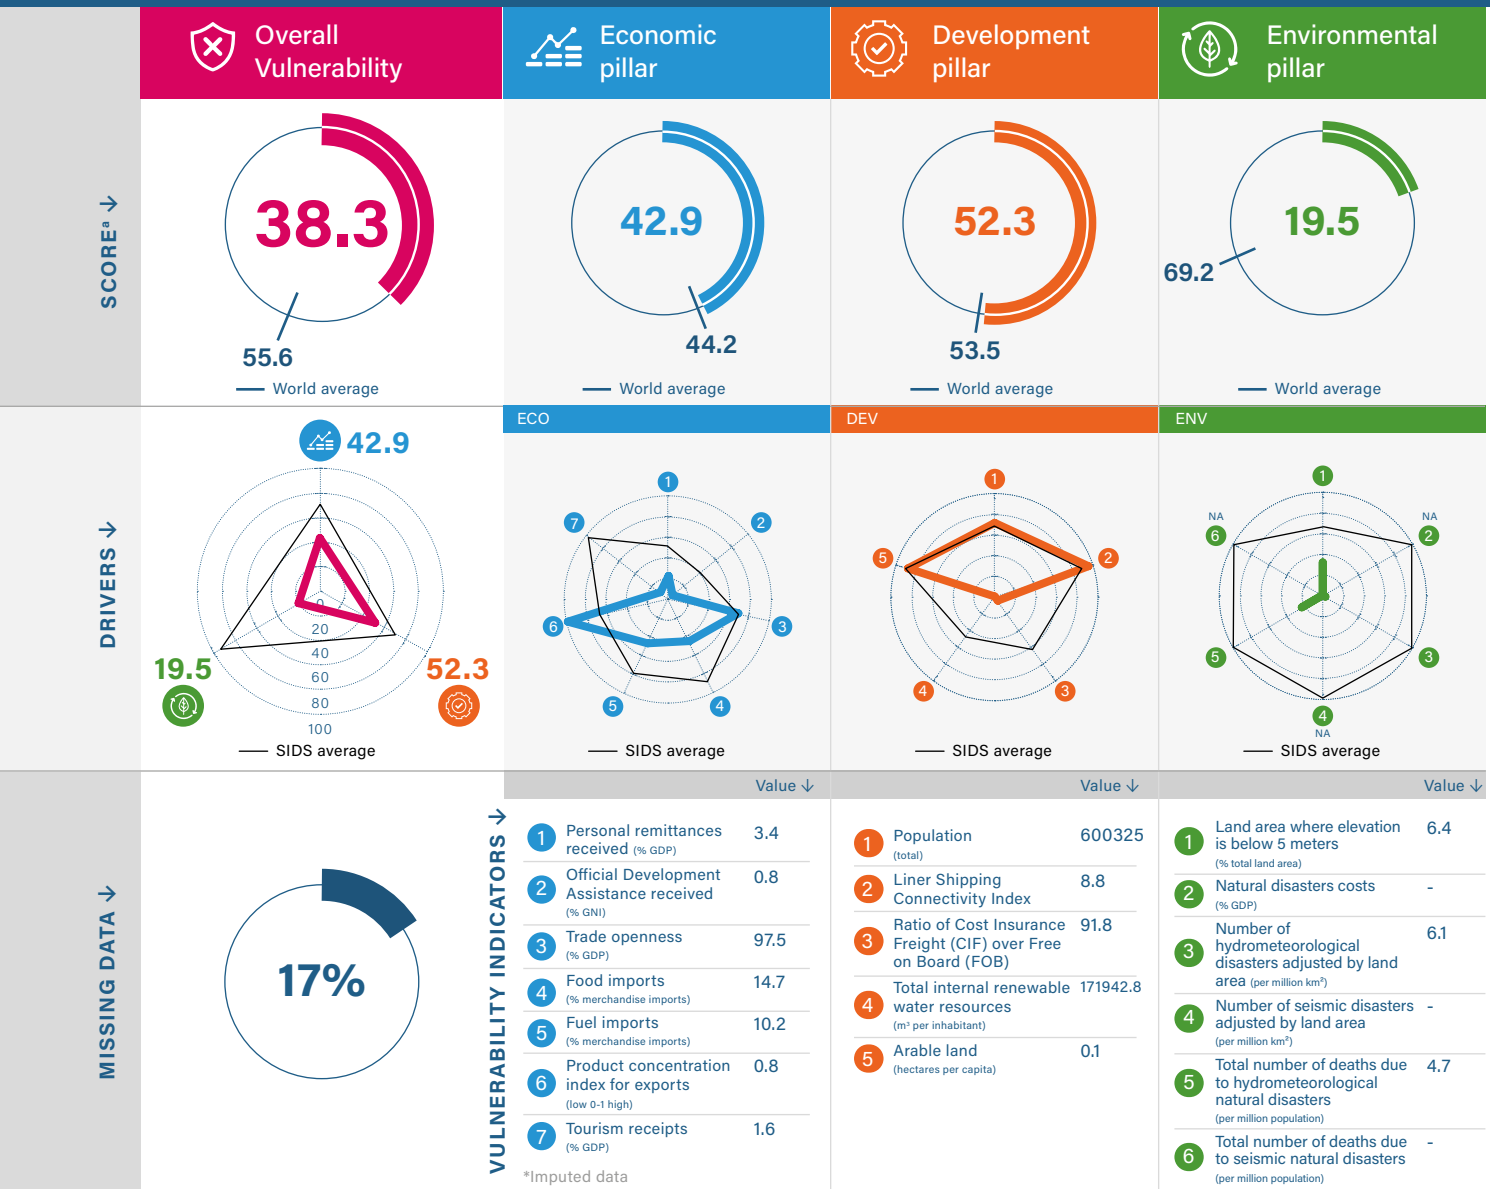 Overall
Vulnerability
Economic
pillar
Development
pillar
Environmental
pillar
SCOREª →
38.3
55.6
World average
42.9
44.2
World average
52.3
53.5
World average
19.5
69.2
World average
DRIVERS →
42.9
0
20
40
60
80
100
19.5
52.3
SIDS average
ECO
1
2
3
4
5
6
7
SIDS average
DEV
1
2
3
4
5
SIDS average
ENV
1
NA
2
3
4
NA
5
NA
6
SIDS average
MISSING DATA →
17%
VULNERABILITY INDICATORS →
Value ↓
1 Personal remittances 3.4
received (% GDP)
2 Official Development 0.8
Assistance received
(% GNI)
3 Trade openness 97.5
(% GDP)
4 Food imports 14.7
(% merchandise imports)
5 Fuel imports 10.2
(% merchandise imports)
6 Product concentration 0.8
index for exports
(low 0-1 high)
7 Tourism receipts 1.6
(% GDP)
*Imputed data
Value ↓
1 Population 600325
(total)
2 Liner Shipping 8.8
Connectivity Index
3 Ratio of Cost Insurance 91.8
Freight (CIF) over Free
on Board (FOB)
4 Total internal renewable 171942.8
water resources
(m³ per inhabitant)
5 Arable land 0.1
(hectares per capita)
Value ↓
1 Land area where elevation 6.4
is below 5 meters
(% total land area)
2 Natural disasters costs -
(% GDP)
3 Number of 6.1
hydrometeorological
disasters adjusted by land
area (per million km²)
4 Number of seismic disasters -
adjusted by land area
(per million km²)
5 Total number of deaths due 4.7
to hydrometeorological
natural disasters
(per million population)
6 Total number of deaths due -
to seismic natural disasters
(per million population)